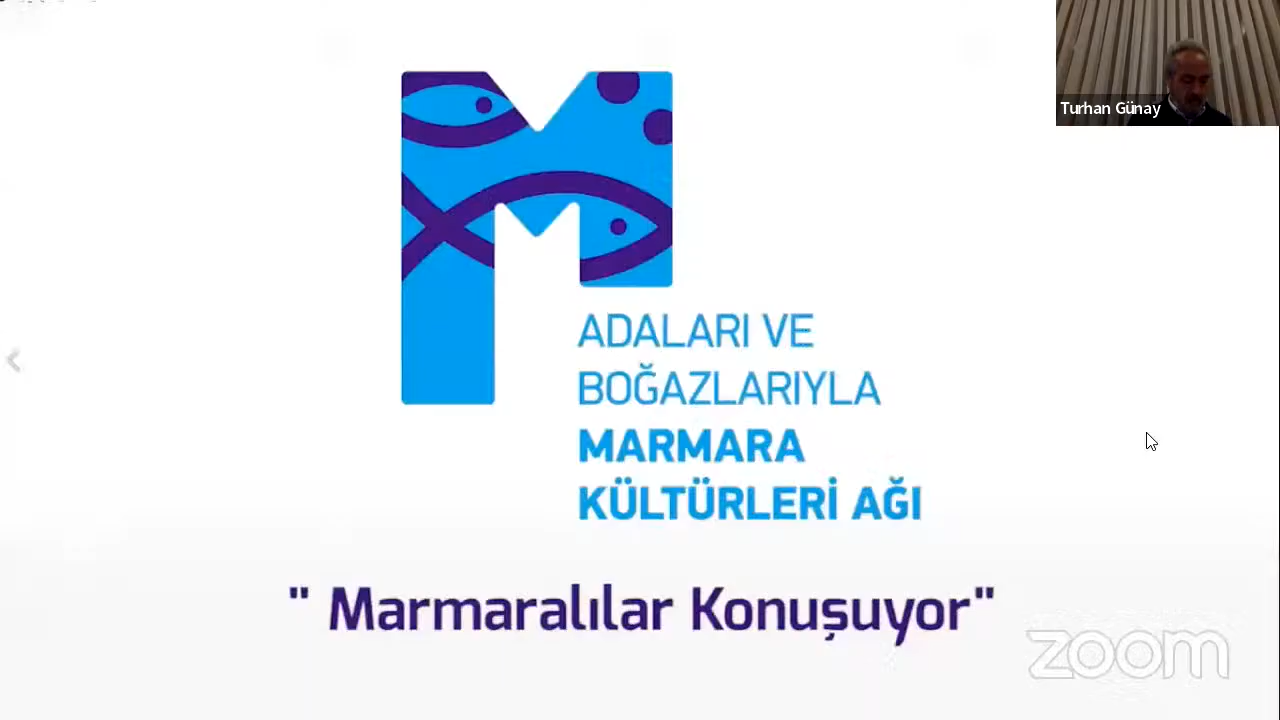 Turhan Günay
ADALARI VE
BOĞAZLARIYLA
MARMARA
KÜLTÜRLERİ AĞI
" Marmaralılar Konuşuyor"
zoom